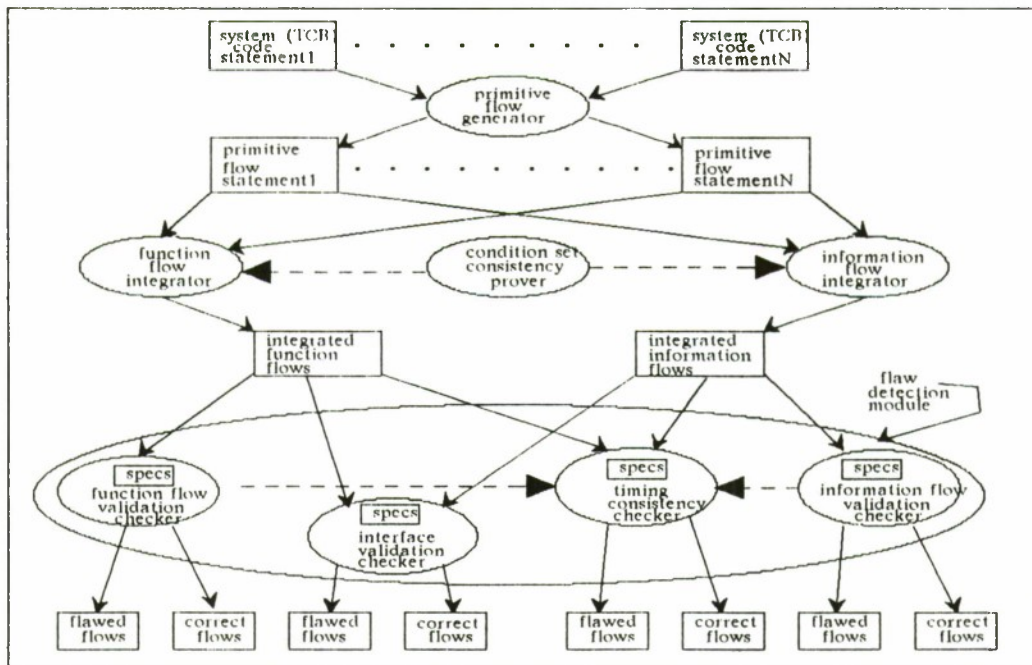 system (TCB)
code
statement1
system (TCB)
code
statementN
primitive
flow
generator
primitive
flow
statement1
primitive
flow
statementN
function
flow
integrator
condition set
consistency
prover
information
flow
integrator
integrated
function
flows
integrated
information
flows
flaw
detection
module
specs
function flow
validation
checker
specs
interface
validation
checker
specs
timing
consistency
checker
specs
information flow
validation
checker
flawed
flows
correct
flows
flawed
flows
correct
flows
flawed
flows
correct
flows
flawed
flows
correct
flows